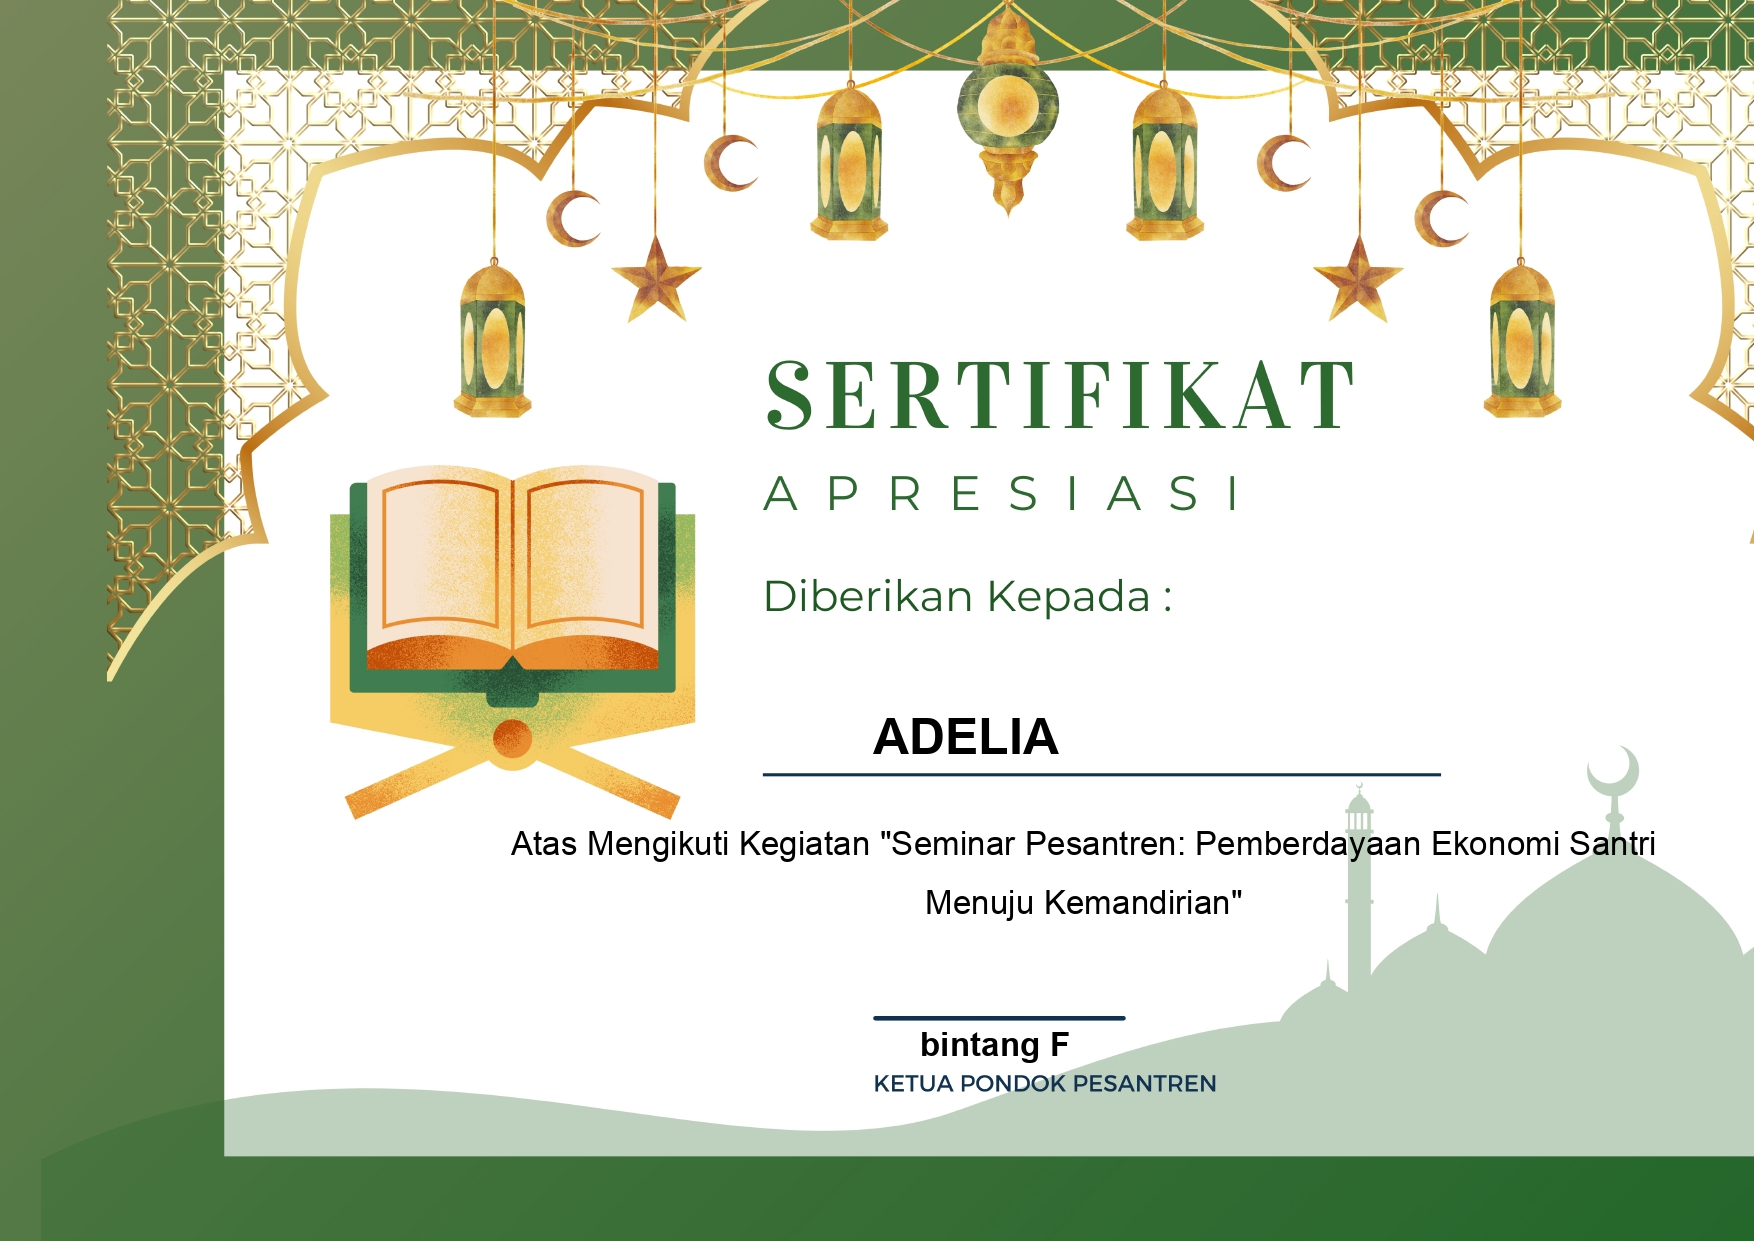 SERTIFIKAT
APRESIASI
Diberikan Kepada :
ADELIA
Atas Mengikuti Kegiatan "Seminar Pesantren: Pemberdayaan Ekonomi Santri
Menuju Kemandirian"
bintang F
KETUA PONDOK PESANTREN